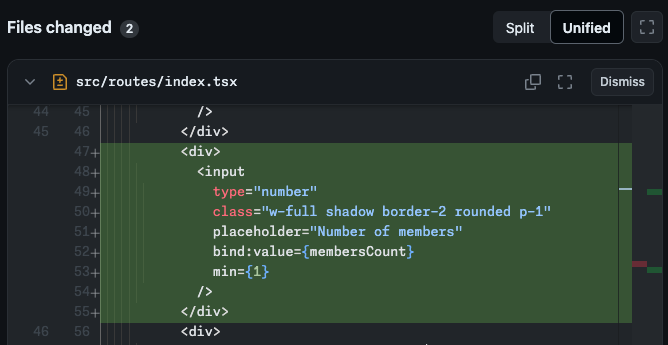 Files changed 2
Split Unified
src/routes/index.tsx
Dismiss
44 45 />
45 46 </div>
47+ <div>
48+ <input
49+ type="number"
50+ class="w-full shadow border-2 rounded p-1"
51+ placeholder="Number of members"
52+ bind:value={membersCount}
53+ min={1}
54+ />
55+ </div>
46 56 <div>